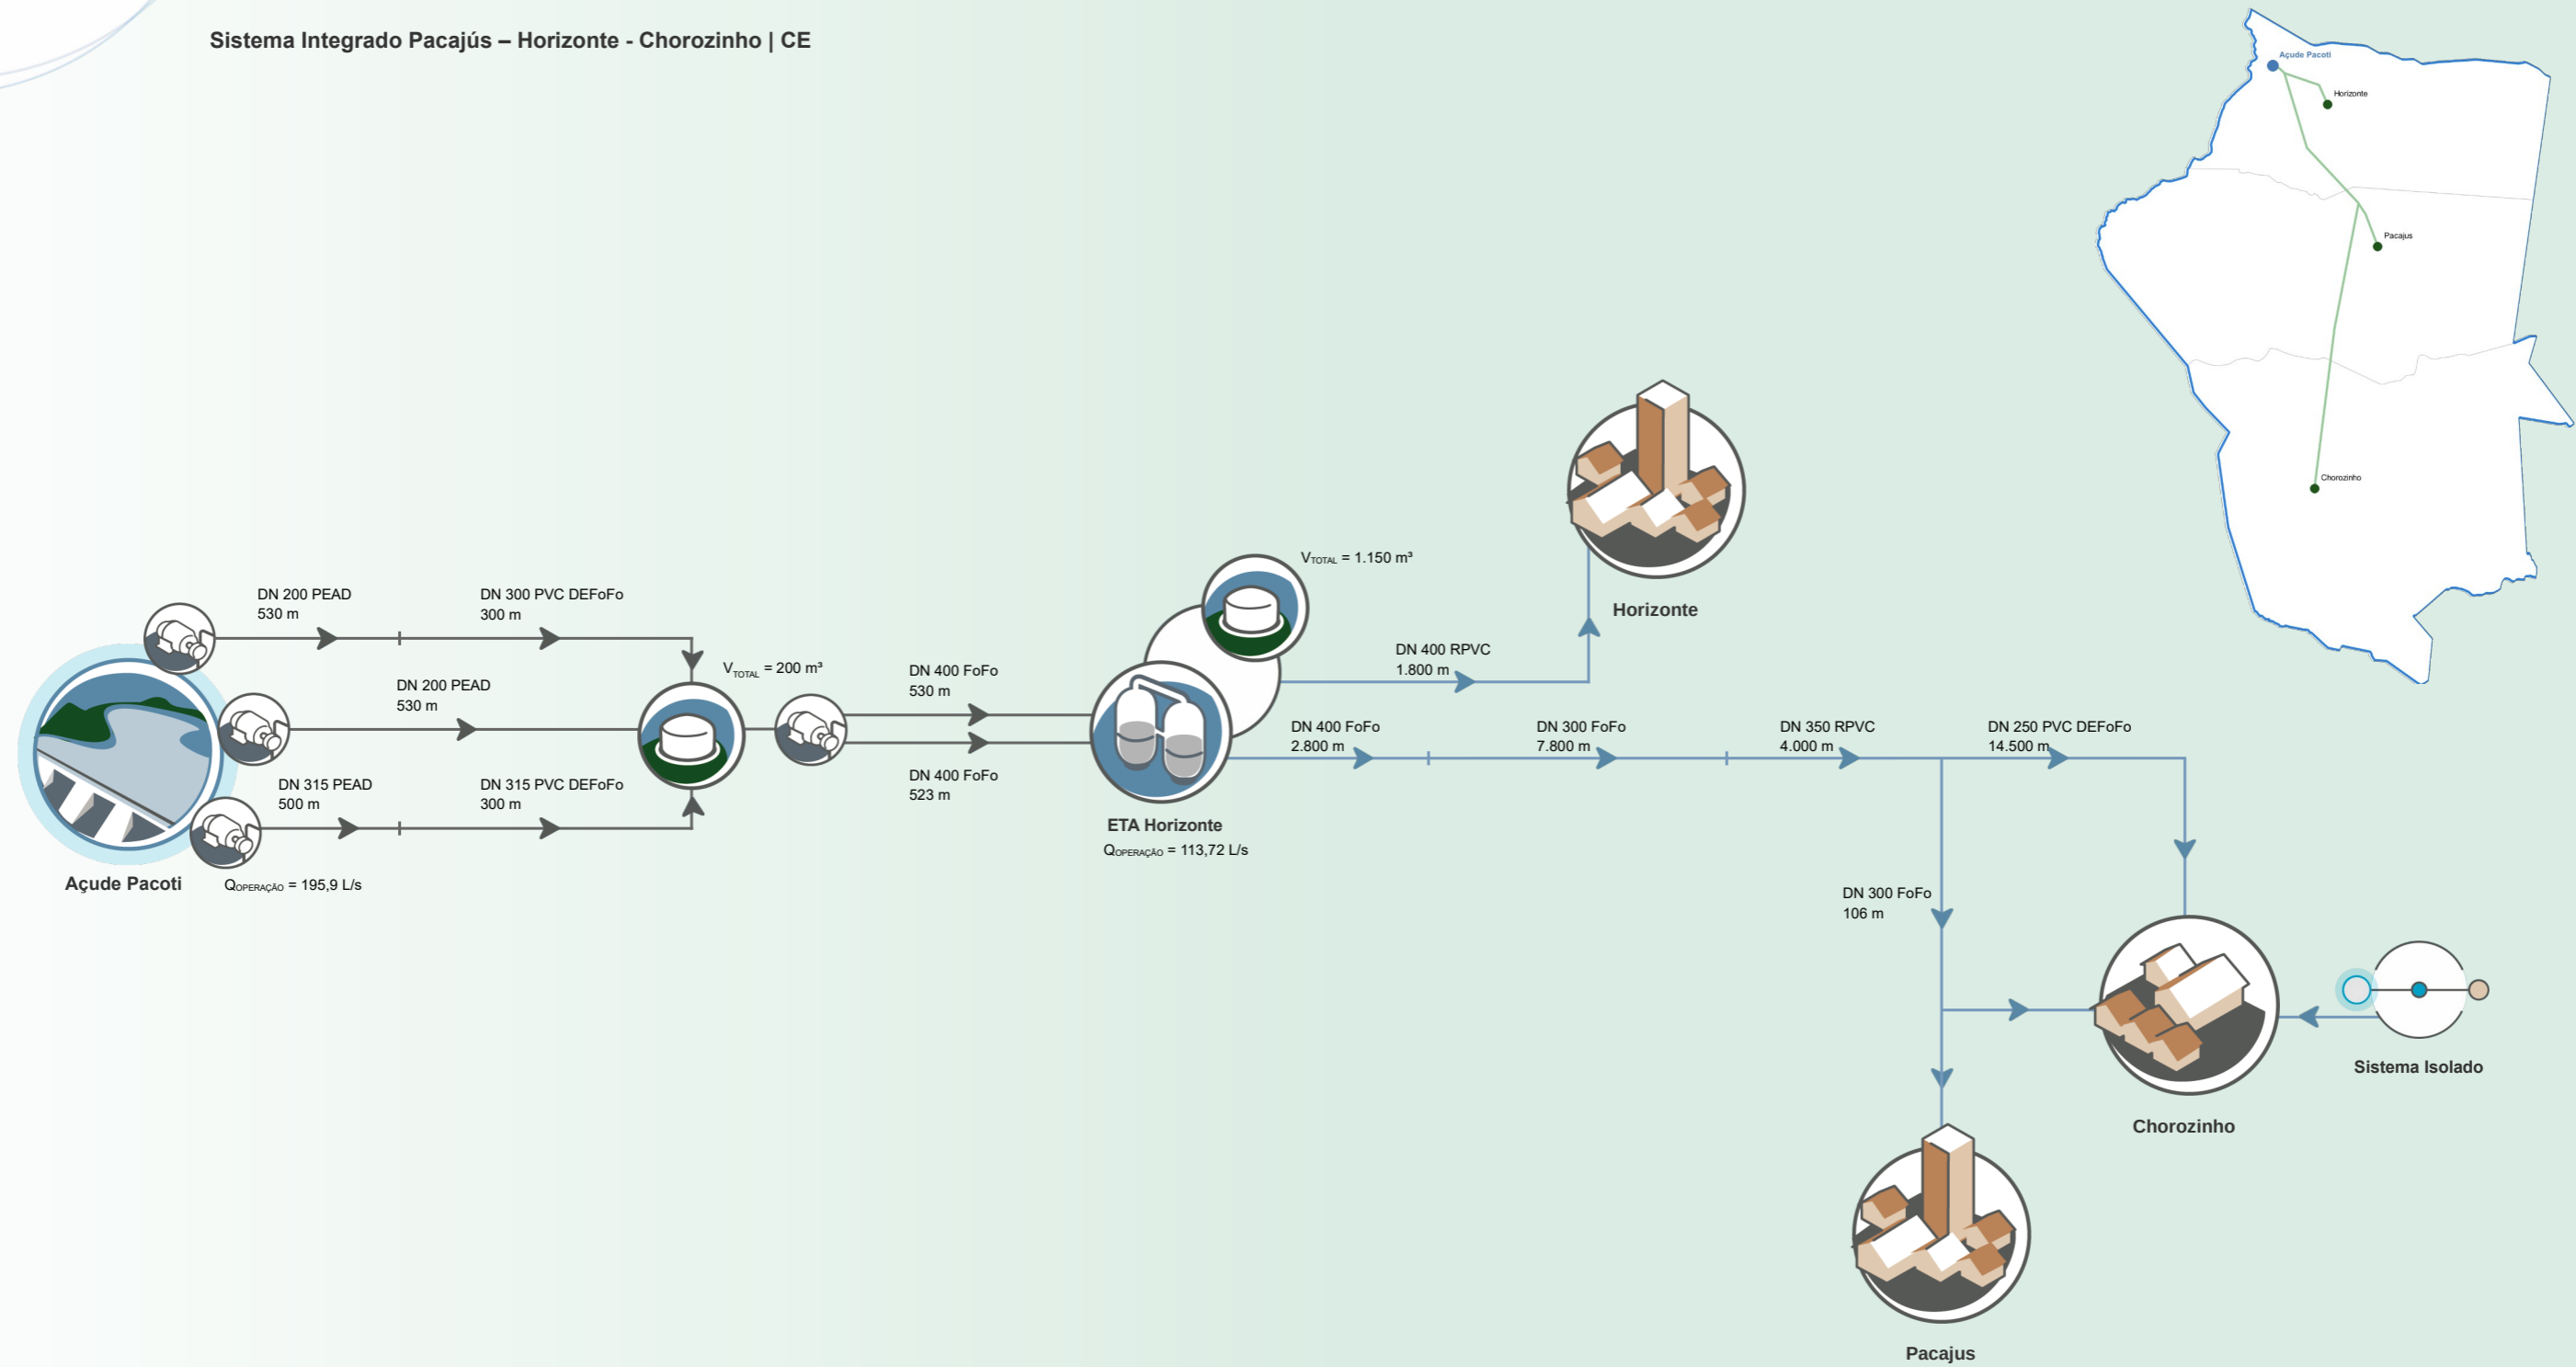 Sistema Integrado Pacajús – Horizonte - Chorozinho | CE
Açude Pacoti
Horizonte
Pacajus
Chorozinho
DN 200 PEAD
530 m
DN 300 PVC DEFoFo
300 m
DN 200 PEAD
530 m
DN 315 PEAD
500 m
DN 315 PVC DEFoFo
300 m
Açude Pacoti
QOPERAÇÃO = 195,9 L/s
VTOTAL = 200 m³
DN 400 FoFo
530 m
DN 400 FoFo
523 m
VTOTAL = 1.150 m³
ETA Horizonte
QOPERAÇÃO = 113,72 L/s
DN 400 RPVC
1.800 m
Horizonte
DN 400 FoFo
2.800 m
DN 300 FoFo
7.800 m
DN 350 RPVC
4.000 m
DN 250 PVC DEFoFo
14.500 m
DN 300 FoFo
106 m
Sistema Isolado
Chorozinho
Pacajus